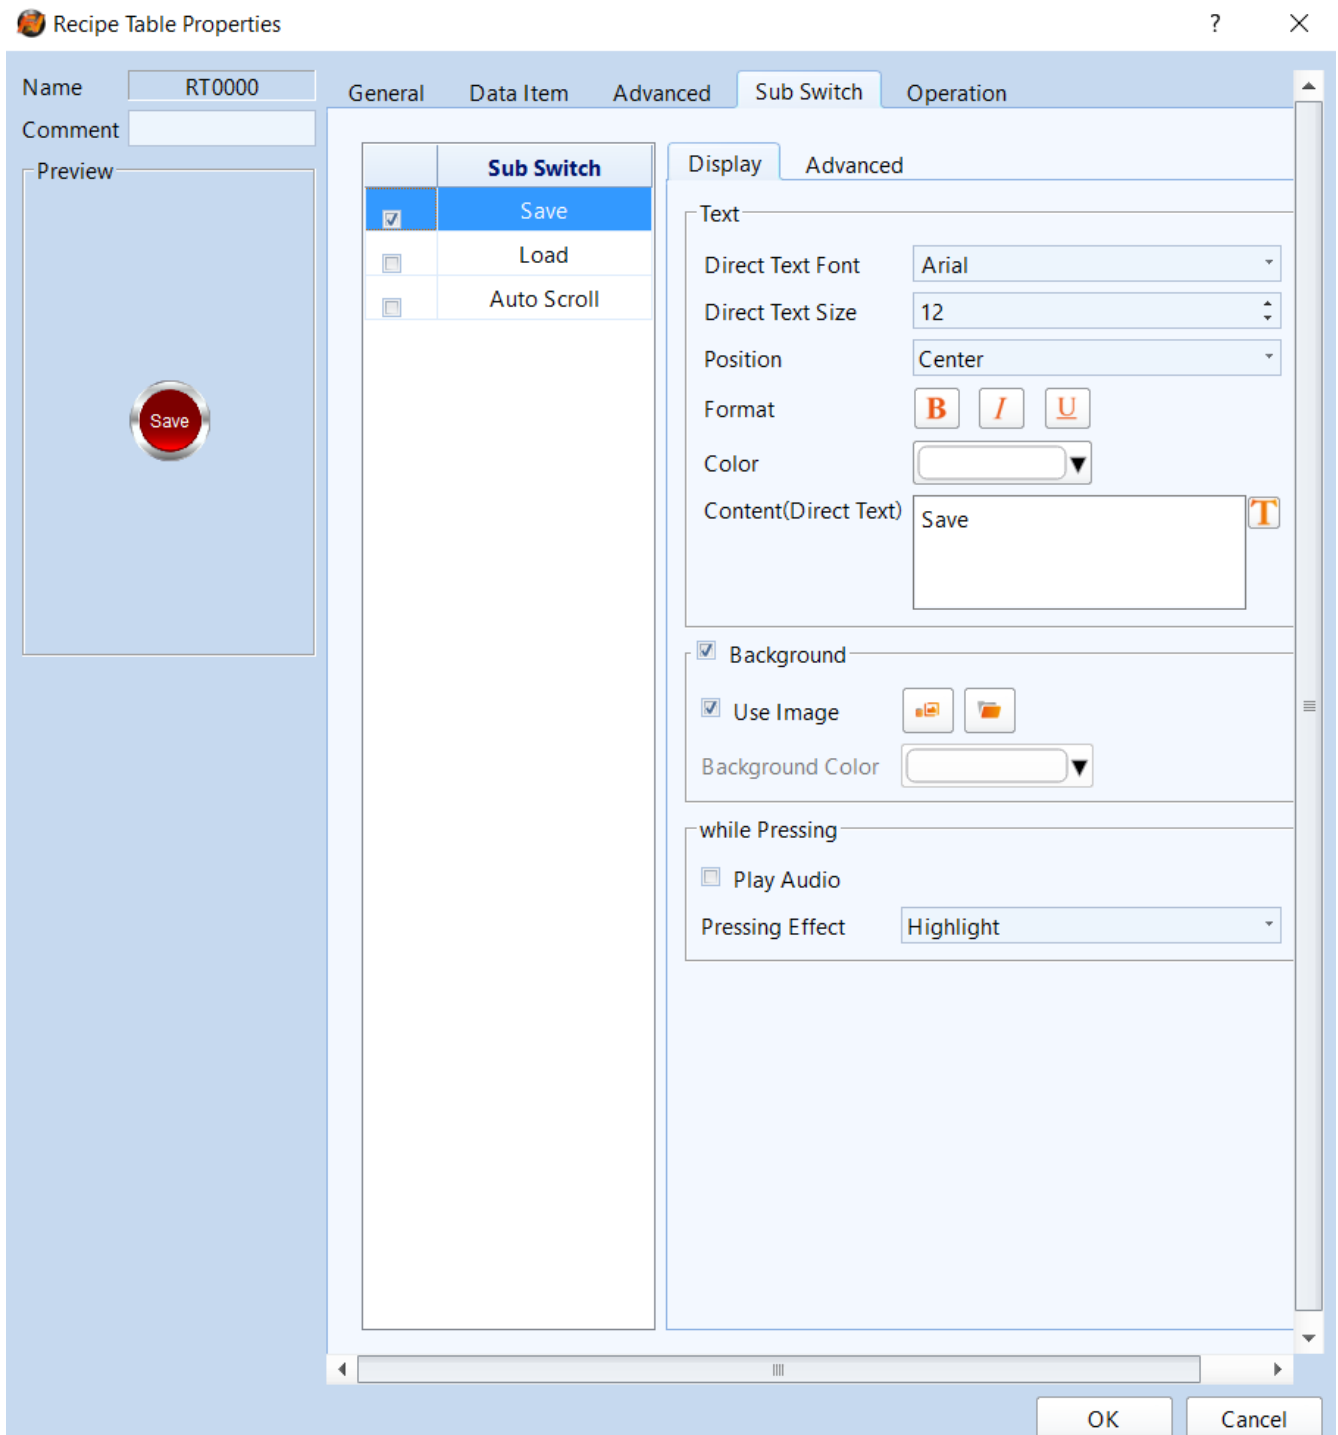 Recipe Table Properties ?
Name RT0000
Comment
Preview
Save
General Data Item Advanced Sub Switch Operation
Sub Switch
Save
Load
Auto Scroll
Display Advanced
Text
Direct Text Font Arial
Direct Text Size 12
Position Center
Format B I U
Color
Content(Direct Text) Save T
Background
Use Image
Background Color
while Pressing
Play Audio
Pressing Effect Highlight
OK Cancel